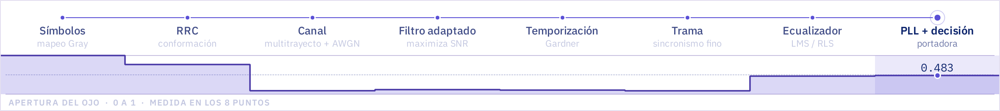 Símbolos
mapeo Gray
RRC
conformación
Canal
multitrayecto + AWGN
Filtro adaptado
maximiza SNR
Temporización
Gardner
Trama
sincronismo fino
Ecualizador
LMS / RLS
PLL + decisión
portadora
0.483
APERTURA DEL OJO · 0 A 1 · MEDIDA EN LOS 8 PUNTOS